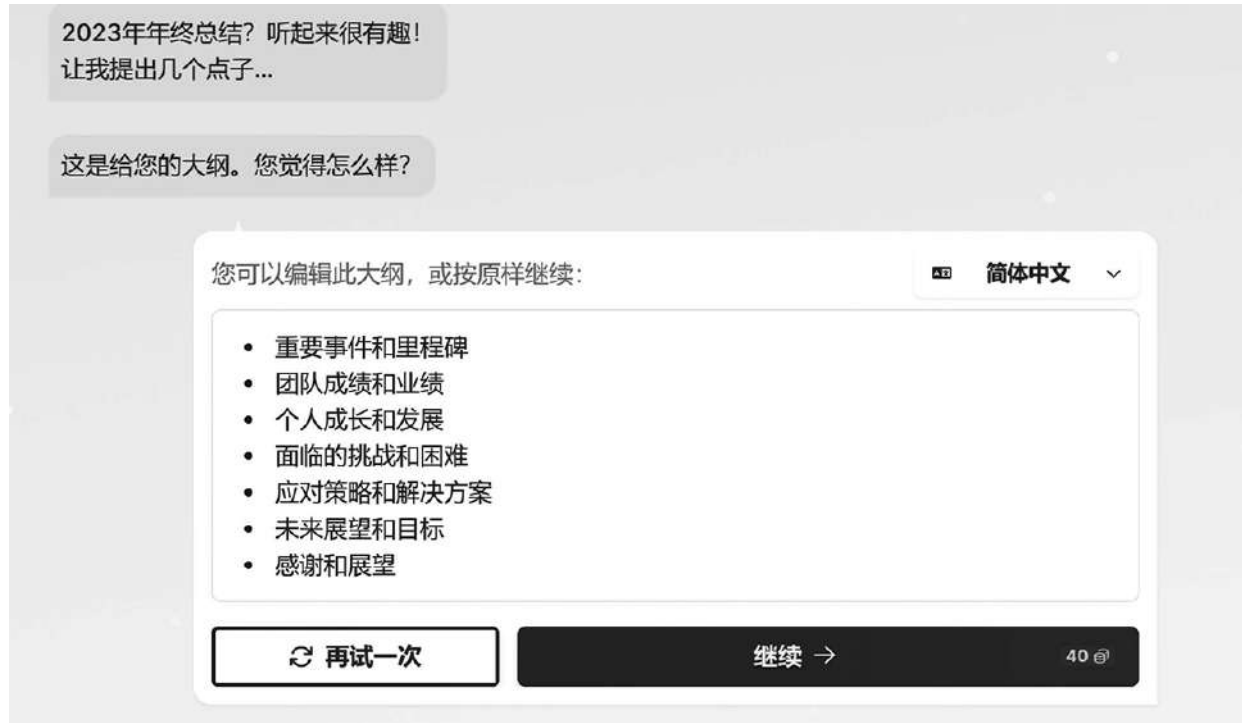 2023年年终总结？听起来很有趣！
让我提出几个点子...
这是给您的大纲。您觉得怎么样？
您可以编辑此大纲，或按原样继续：
简体中文
• 重要事件和里程碑
• 团队成绩和业绩
• 个人成长和发展
• 面临的挑战和困难
• 应对策略和解决方案
• 未来展望和目标
• 感谢和展望
再试一次
继续 →
40